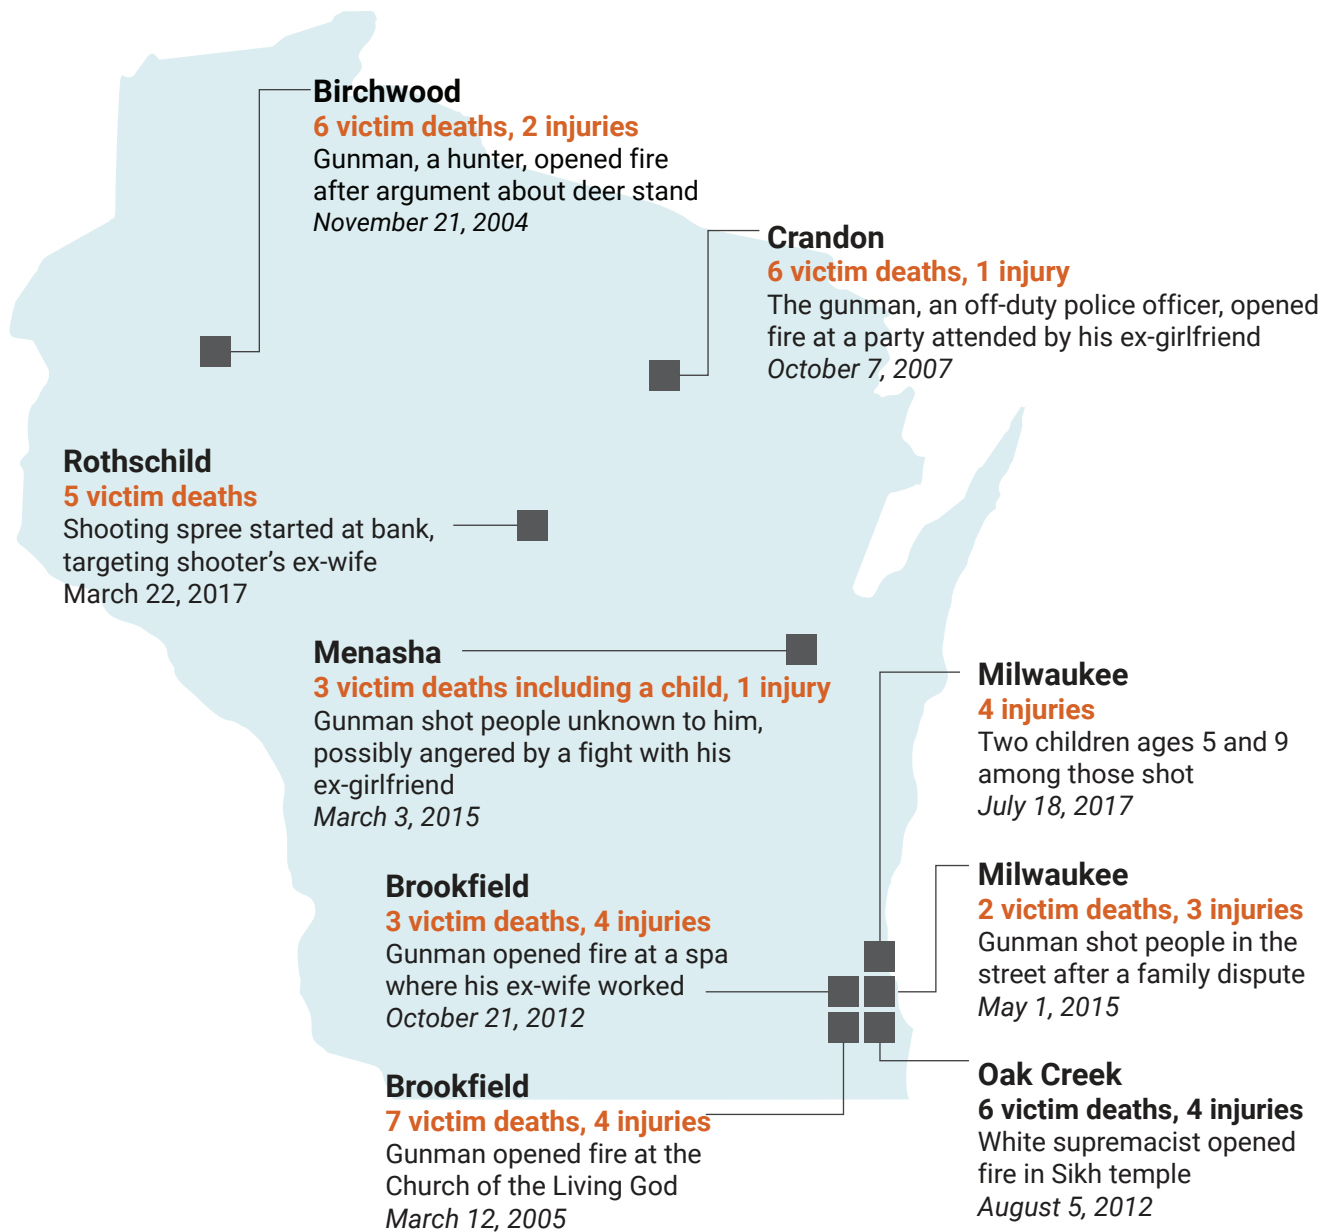 Birchwood
6 victim deaths, 2 injuries
Gunman, a hunter, opened fire
after argument about deer stand
November 21, 2004
Crandon
6 victim deaths, 1 injury
The gunman, an off-duty police officer, opened
fire at a party attended by his ex-girlfriend
October 7, 2007
Rothschild
5 victim deaths
Shooting spree started at bank,
targeting shooter’s ex-wife
March 22, 2017
Menasha
3 victim deaths including a child, 1 injury
Gunman shot people unknown to him,
possibly angered by a fight with his
ex-girlfriend
March 3, 2015
Milwaukee
4 injuries
Two children ages 5 and 9
among those shot
July 18, 2017
Brookfield
3 victim deaths, 4 injuries
Gunman opened fire at a spa
where his ex-wife worked
October 21, 2012
Milwaukee
2 victim deaths, 3 injuries
Gunman shot people in the
street after a family dispute
May 1, 2015
Brookfield
7 victim deaths, 4 injuries
Gunman opened fire at the
Church of the Living God
March 12, 2005
Oak Creek
6 victim deaths, 4 injuries
White supremacist opened
fire in Sikh temple
August 5, 2012